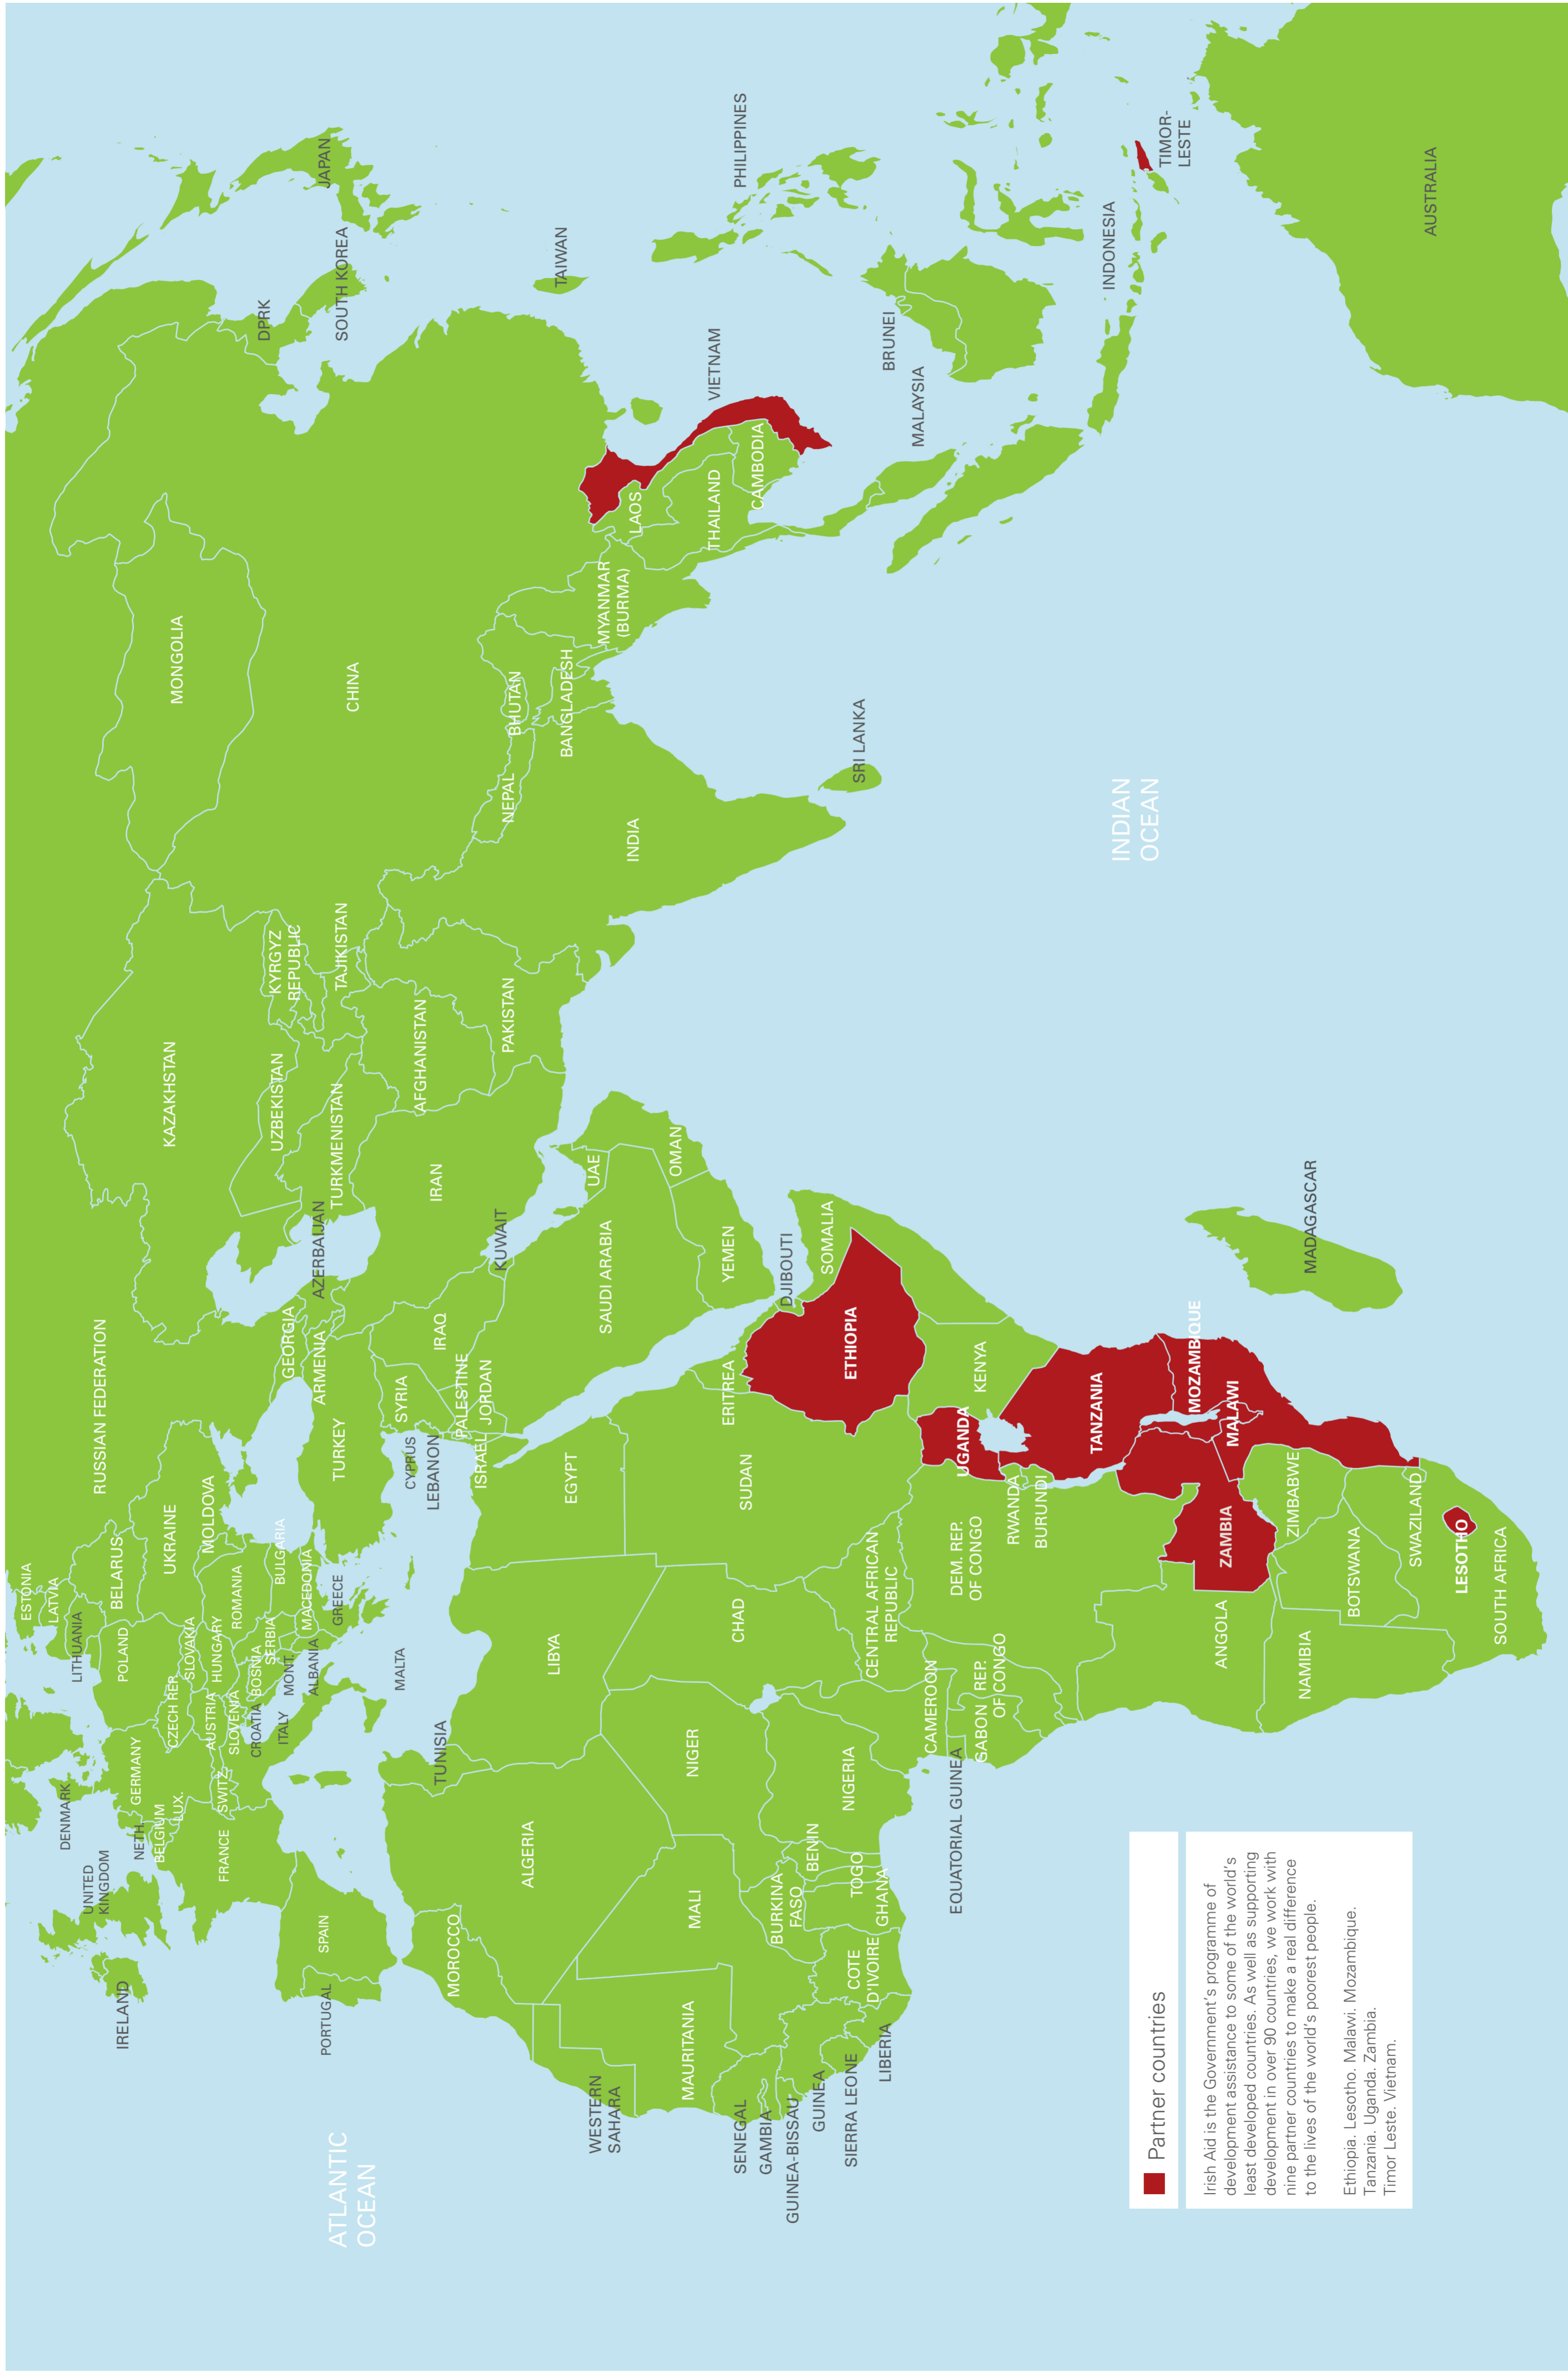 ESTONIA
LATVIA
LITHUANIA
DENMARK
UNITED
KINGDOM
IRELAND
NETH.
BELGIUM
LUX.
GERMANY
POLAND
BELARUS
RUSSIAN FEDERATION
CZECH REP.
SLOVAKIA
UKRAINE
MOLDOVA
FRANCE
SWITZ.
AUSTRIA
HUNGARY
ROMANIA
SLOVENIA
CROATIA
BOSNIA
SERBIA
BULGARIA
ITALY
MONT.
MACEDONIA
ALBANIA
GREECE
PORTUGAL
SPAIN
MALTA
TURKEY
CYPRUS
LEBANON
SYRIA
ISRAEL
PALESTINE
JORDAN
IRAQ
KUWAIT
GEORGIA
ARMENIA
AZERBAIJAN
KAZAKHSTAN
UZBEKISTAN
TURKMENISTAN
KYRGYZ
REPUBLIC
TAJIKISTAN
IRAN
AFGHANISTAN
PAKISTAN
MONGOLIA
CHINA
DPRK
SOUTH KOREA
JAPAN
TAIWAN
NEPAL
BHUTAN
BANGLADESH
INDIA
SRI LANKA
MYANMAR
(BURMA)
LAOS
THAILAND
CAMBODIA
VIETNAM
PHILIPPINES
BRUNEI
MALAYSIA
INDONESIA
TIMOR-
LESTE
AUSTRALIA
SAUDI ARABIA
UAE
OMAN
YEMEN
ATLANTIC
OCEAN
INDIAN
OCEAN
MOROCCO
ALGERIA
TUNISIA
LIBYA
EGYPT
WESTERN
SAHARA
MAURITANIA
MALI
NIGER
CHAD
SUDAN
ERITREA
DJIBOUTI
SOMALIA
ETHIOPIA
SENEGAL
GAMBIA
GUINEA-BISSAU
GUINEA
SIERRA LEONE
LIBERIA
COTE
D'IVOIRE
BURKINA
FASO
GHANA
TOGO
BENIN
NIGERIA
CAMEROON
CENTRAL AFRICAN
REPUBLIC
EQUATORIAL GUINEA
GABON
REP.
OF CONGO
DEM. REP.
OF CONGO
UGANDA
KENYA
RWANDA
BURUNDI
TANZANIA
ANGOLA
ZAMBIA
MALAWI
MOZAMBIQUE
MADAGASCAR
ZIMBABWE
NAMIBIA
BOTSWANA
SWAZILAND
LESOTHO
SOUTH AFRICA
Partner countries
Irish Aid is the Government's programme of
development assistance to some of the world's
least developed countries. As well as supporting
development in over 90 countries, we work with
nine partner countries to make a real difference
to the lives of the world's poorest people.
Ethiopia. Lesotho. Malawi. Mozambique.
Tanzania. Uganda. Zambia.
Timor Leste. Vietnam.